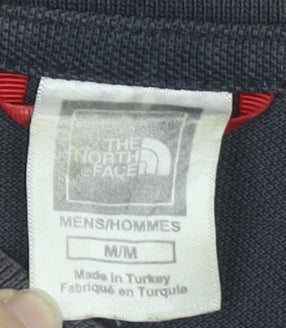 THE
NORTH
FACE
MENS/HOMMES
M/M
Made in Turkey
Fabriqué en Turquie